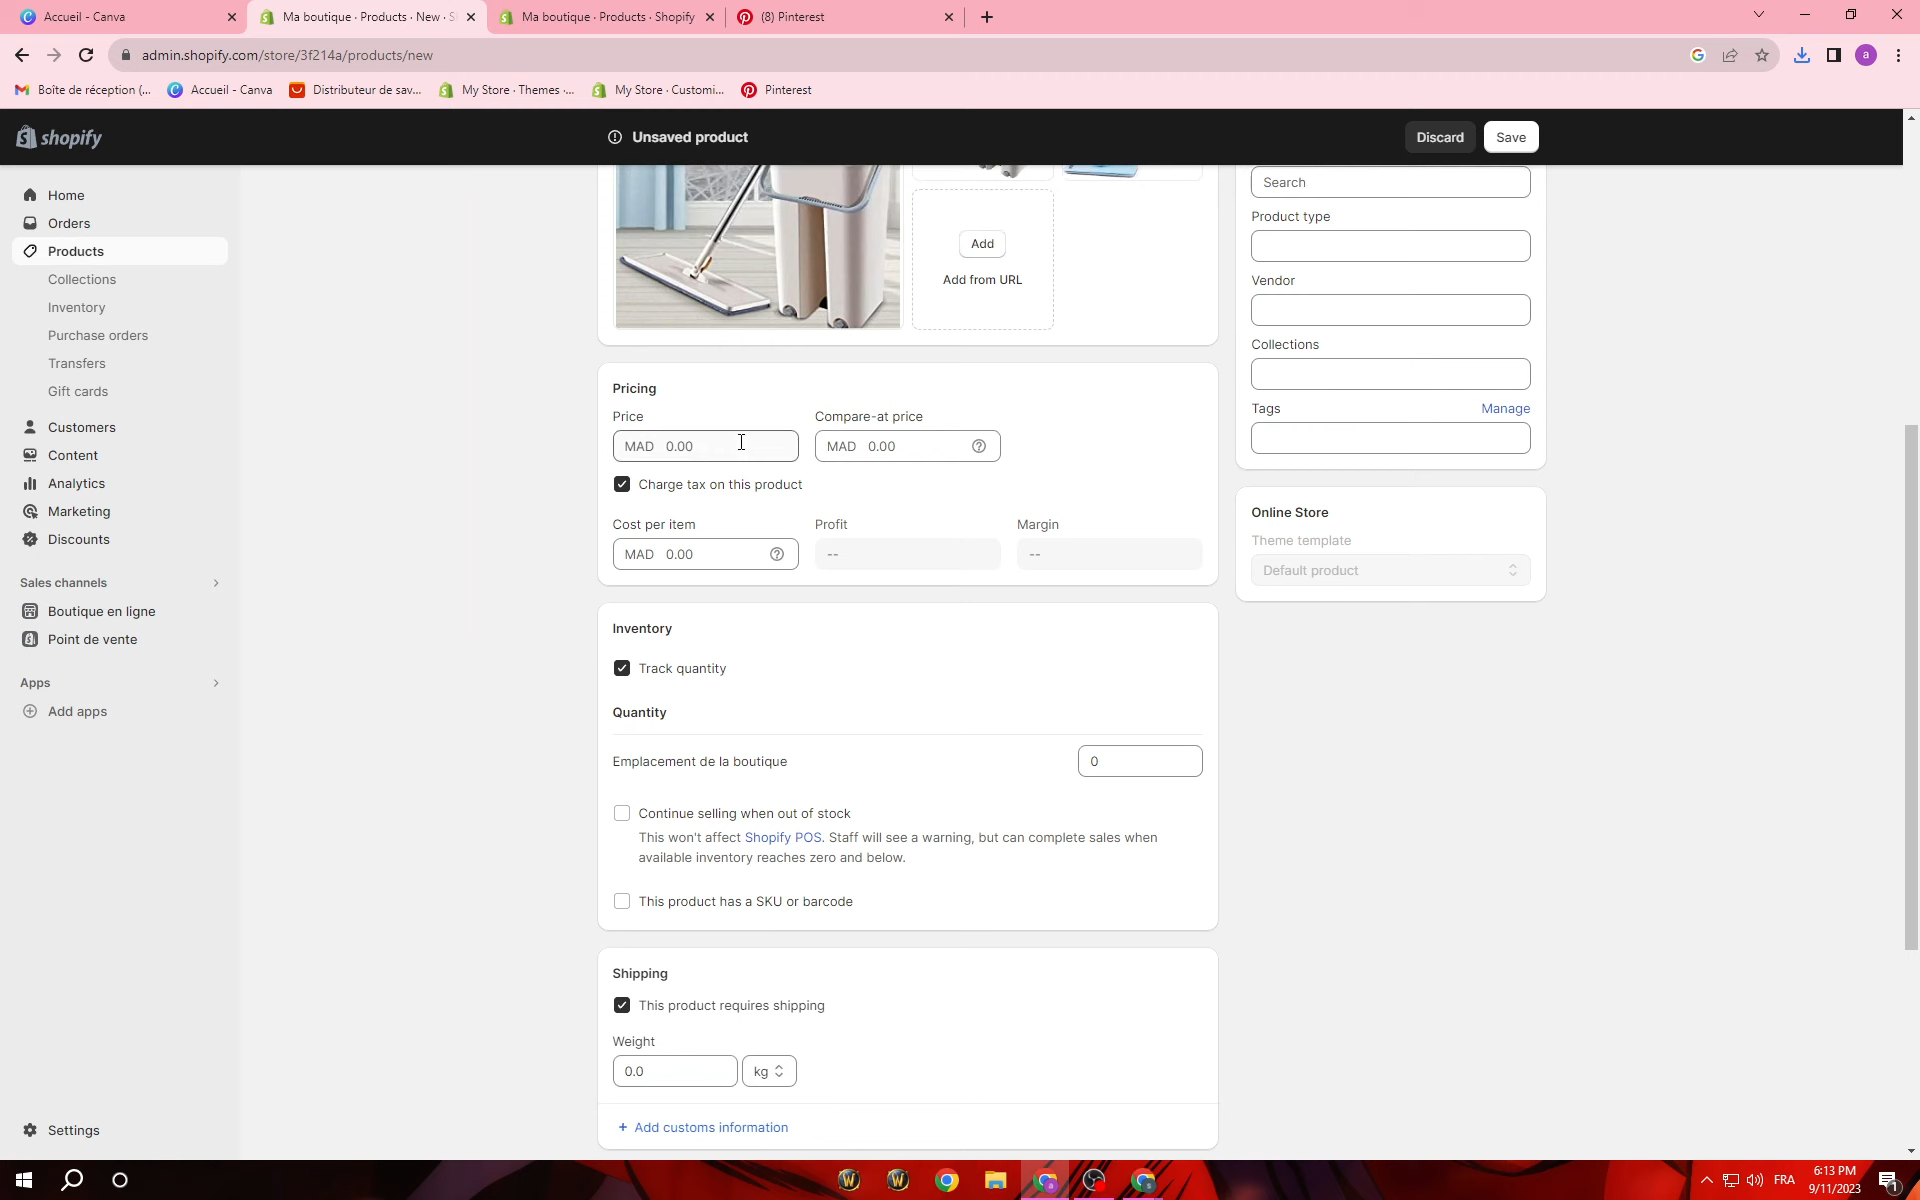 Accueil - Canva
Ma boutique · Products · New · S
Ma boutique · Products · Shopify
(8) Pinterest
admin.shopify.com/store/3f214a/products/new
a
Boîte de réception (...
Accueil - Canva
Distributeur de sav...
My Store · Themes ·...
My Store · Customi...
Pinterest
shopify
Unsaved product
Discard
Save
Home
Orders
Products
Collections
Inventory
Purchase orders
Transfers
Gift cards
Customers
Content
Analytics
Marketing
Discounts
Sales channels
Boutique en ligne
Point de vente
Apps
Add apps
Settings
Add
Add from URL
Pricing
Price
Compare-at price
MAD 0.00
MAD 0.00
Charge tax on this product
Cost per item
Profit
Margin
MAD 0.00
--
--
Inventory
Track quantity
Quantity
Emplacement de la boutique
0
Continue selling when out of stock
This won't affect Shopify POS. Staff will see a warning, but can complete sales when
available inventory reaches zero and below.
This product has a SKU or barcode
Shipping
This product requires shipping
Weight
0.0
kg
+ Add customs information
Search
Product type
Vendor
Collections
Tags
Manage
Online Store
Theme template
Default product
FRA
6:13 PM
9/11/2023
1